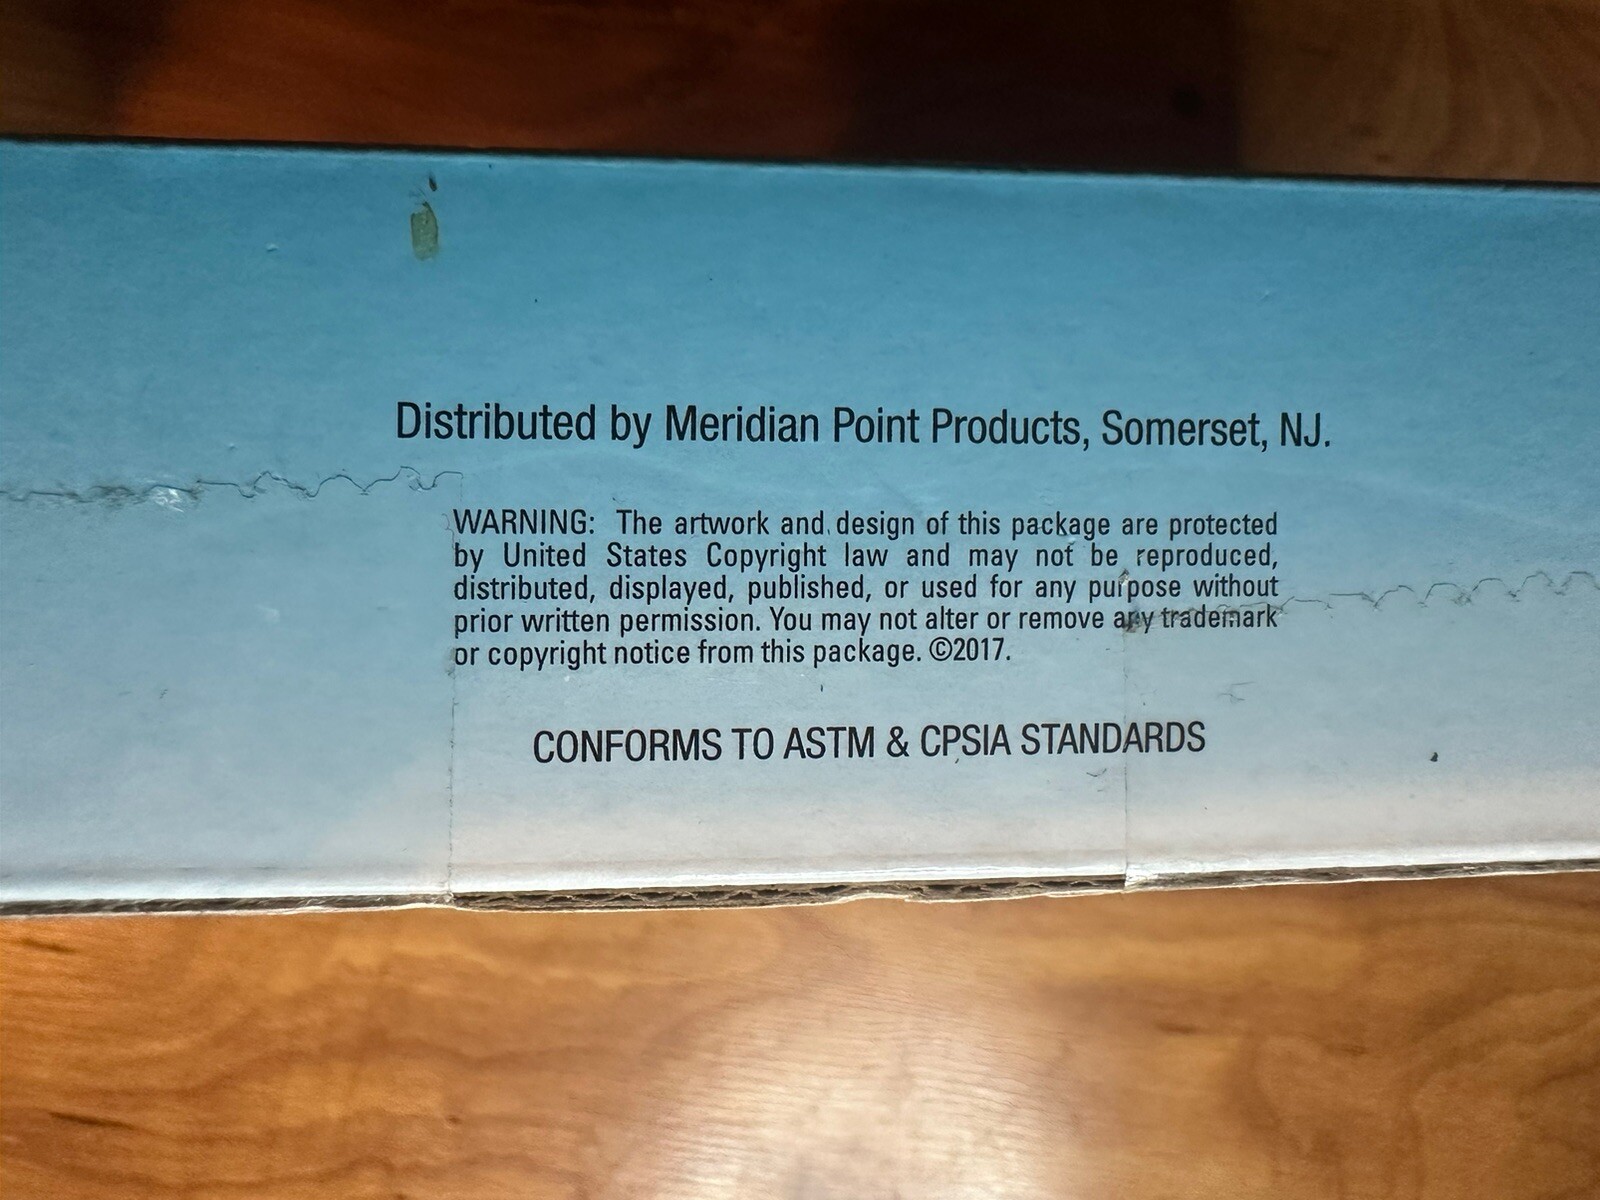 Distributed by Meridian Point Products, Somerset, NJ.
WARNING: The artwork and design of this package are protected
by United States Copyright law and may not be reproduced,
distributed, displayed, published, or used for any purpose without
prior written permission. You may not alter or remove any trademark
or copyright notice from this package. ©2017.
CONFORMS TO ASTM & CPSIA STANDARDS